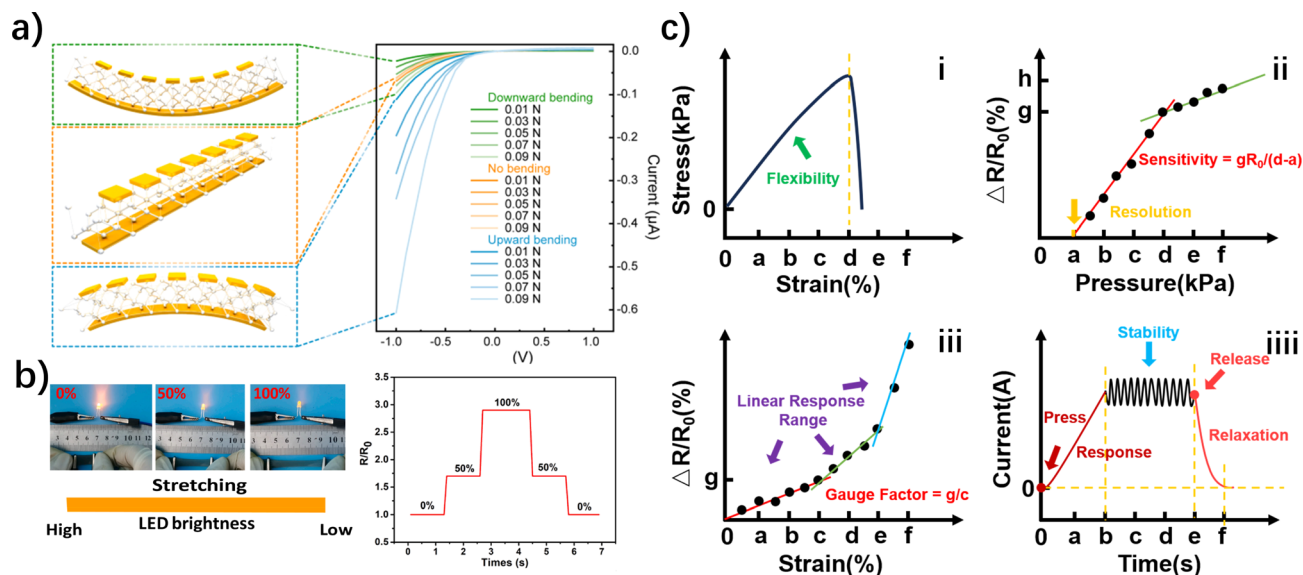 a)
Downward bending
0.01 N
0.03 N
0.05 N
0.07 N
0.09 N
No bending
0.01 N
0.03 N
0.05 N
0.07 N
0.09 N
Upward bending
0.01 N
0.03 N
0.05 N
0.07 N
0.09 N
0.0
-0.1
-0.2
-0.3
-0.4
-0.5
-0.6
Current (μA)
-1.0 -0.5 0.0 0.5 1.0
(V)
b)
0% 50% 100%
Stretching
LED brightness
High Low
R/R0
3.5
3.0
2.5
2.0
1.5
1.0
0.5
0% 50% 100% 50% 0%
0 1 2 3 4 5 6 7
Times (s)
c)
i
Stress(kPa)
Flexibility
0
0 a b c d e f
Strain(%)
ii
△R/R0(%)
h
g
Sensitivity = gR0/(d-a)
Resolution
0 a b c d e f
Pressure(kPa)
iii
△R/R0(%)
Linear Response
Range
g
Gauge Factor = g/c
0 a b c d e f
Strain(%)
iiii
Current(A)
Stability
Release
Press
Response
Relaxation
0
0 a b c d e f
Time(s)